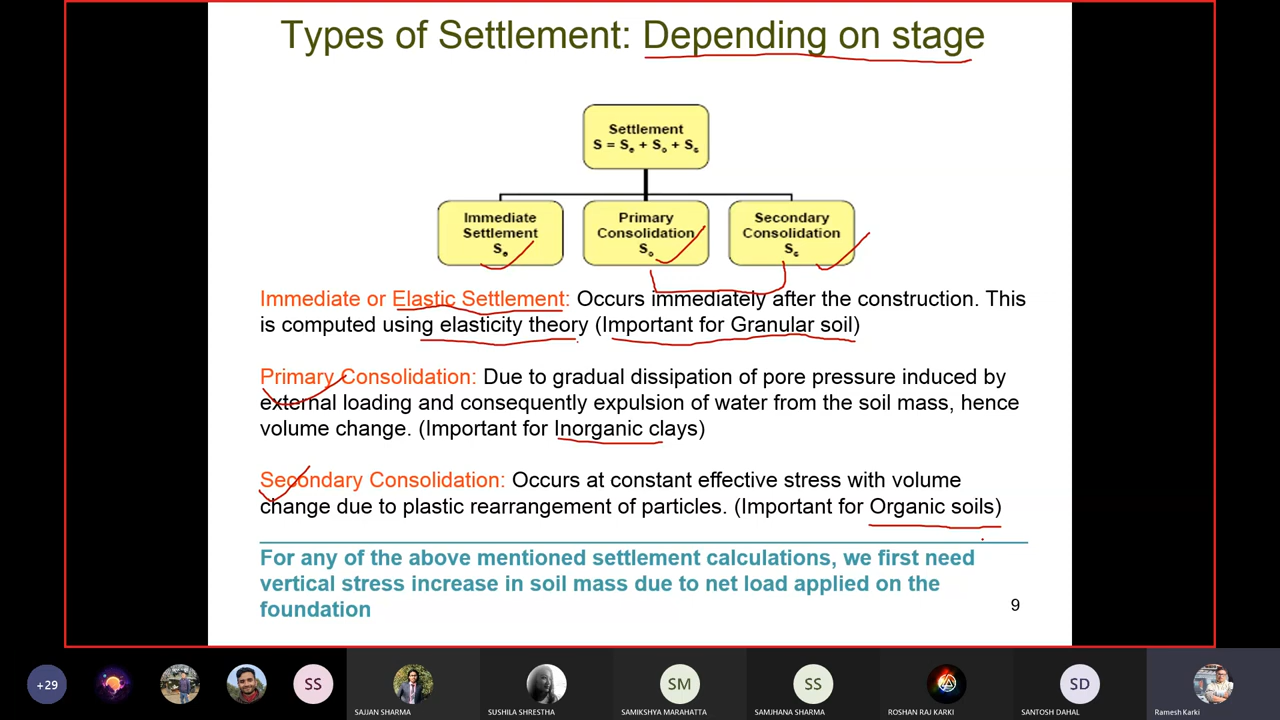 Types of Settlement: Depending on stage
Settlement
S = Se + Sc + Ss
Immediate
Settlement
Se
Primary
Consolidation
Sc
Secondary
Consolidation
Ss
Immediate or Elastic Settlement: Occurs immediately after the construction. This
is computed using elasticity theory (Important for Granular soil)
Primary Consolidation: Due to gradual dissipation of pore pressure induced by
external loading and consequently expulsion of water from the soil mass, hence
volume change. (Important for Inorganic clays)
Secondary Consolidation: Occurs at constant effective stress with volume
change due to plastic rearrangement of particles. (Important for Organic soils)
For any of the above mentioned settlement calculations, we first need
vertical stress increase in soil mass due to net load applied on the
foundation
9
+29
SS
SM
SS
SD
SAJJAN SHARMA
SUSHILA SHRESTHA
SAMIKSHYA MARAHATTA
SAMJHANA SHARMA
ROSHAN RAJ KARKI
SANTOSH DAHAL
Ramesh Karki